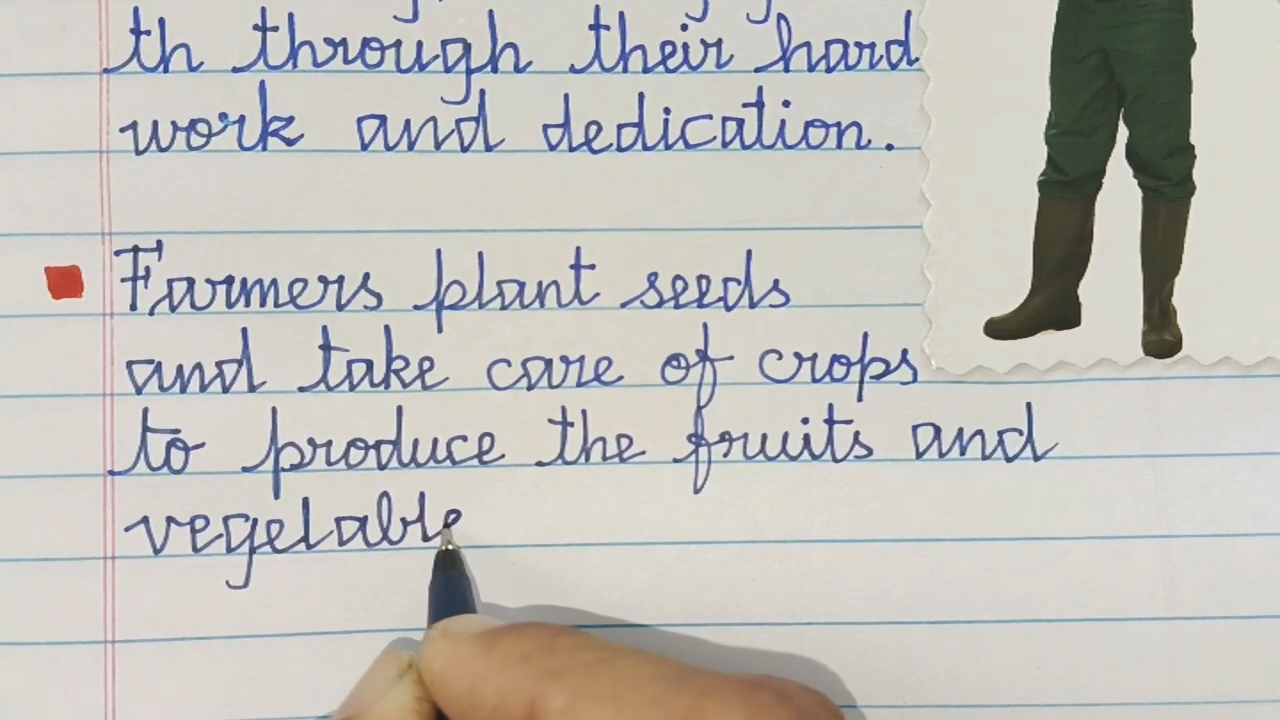 th through their hard
work and dedication.
Farmers plant seeds
and take care of crops
to produce the fruits and
vegetable